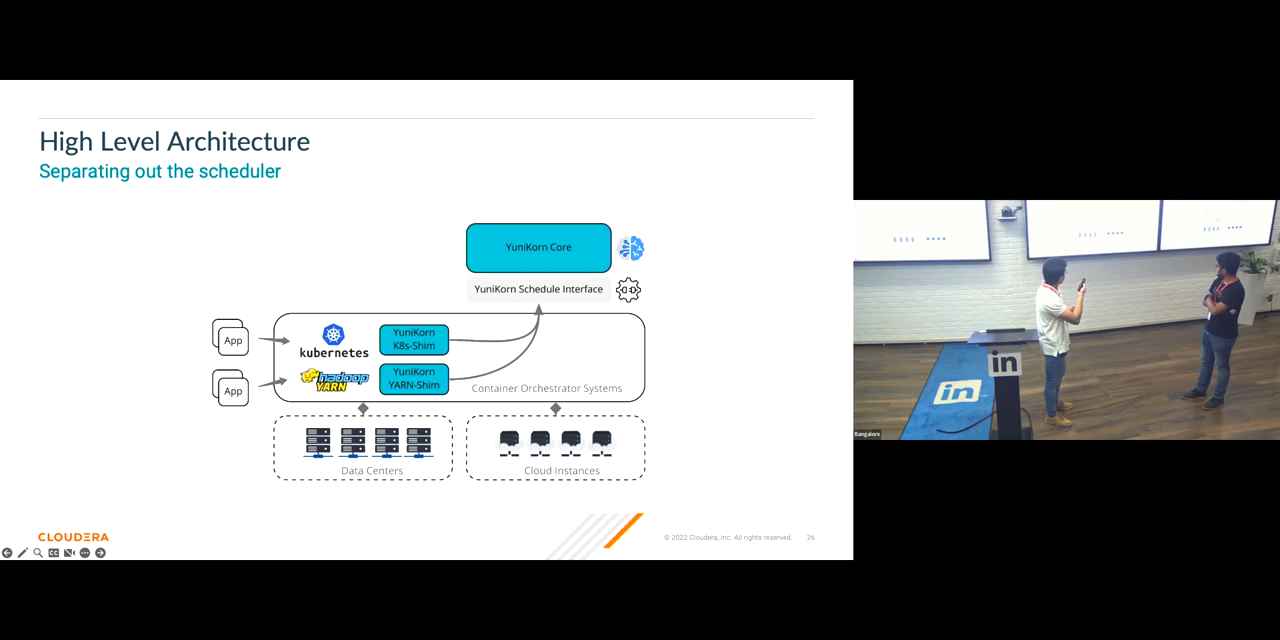 High Level Architecture
Separating out the scheduler
YuniKorn Core
YuniKorn Schedule Interface
App
kubernetes
YuniKorn
K8s-Shim
App
hadoop
YARN
YuniKorn
YARN-Shim
Container Orchestrator Systems
Data Centers
Cloud Instances
CLOUDERA
© 2022 Cloudera, Inc. All rights reserved.
26
CC
in
in
Bangalore